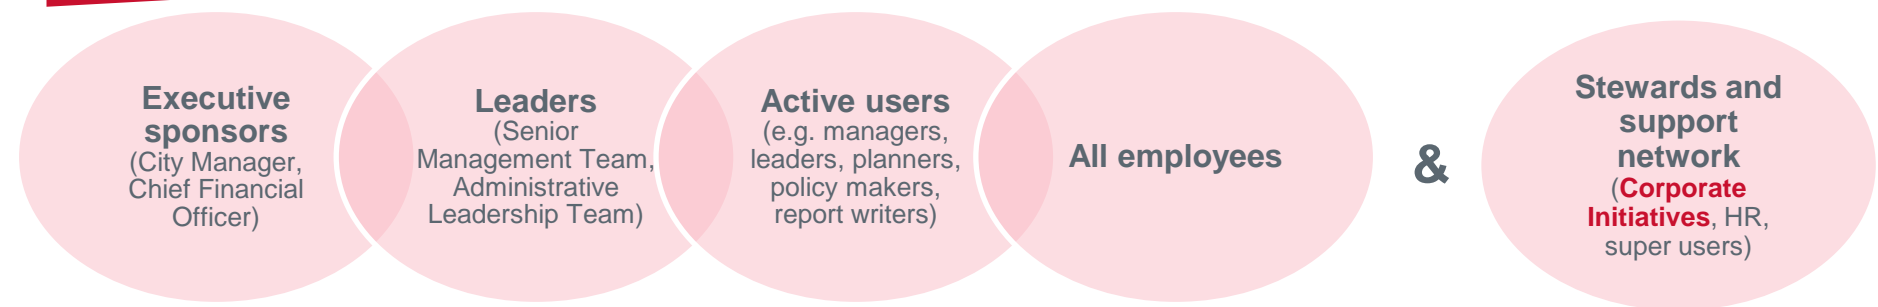 Executive
sponsors
(City Manager,
Chief Financial
Officer)
Leaders
(Senior
Management Team,
Administrative
Leadership Team)
Active users
(e.g. managers,
leaders, planners,
policy makers,
report writers)
All employees
&
Stewards and
support
network
(Corporate
Initiatives, HR,
super users)